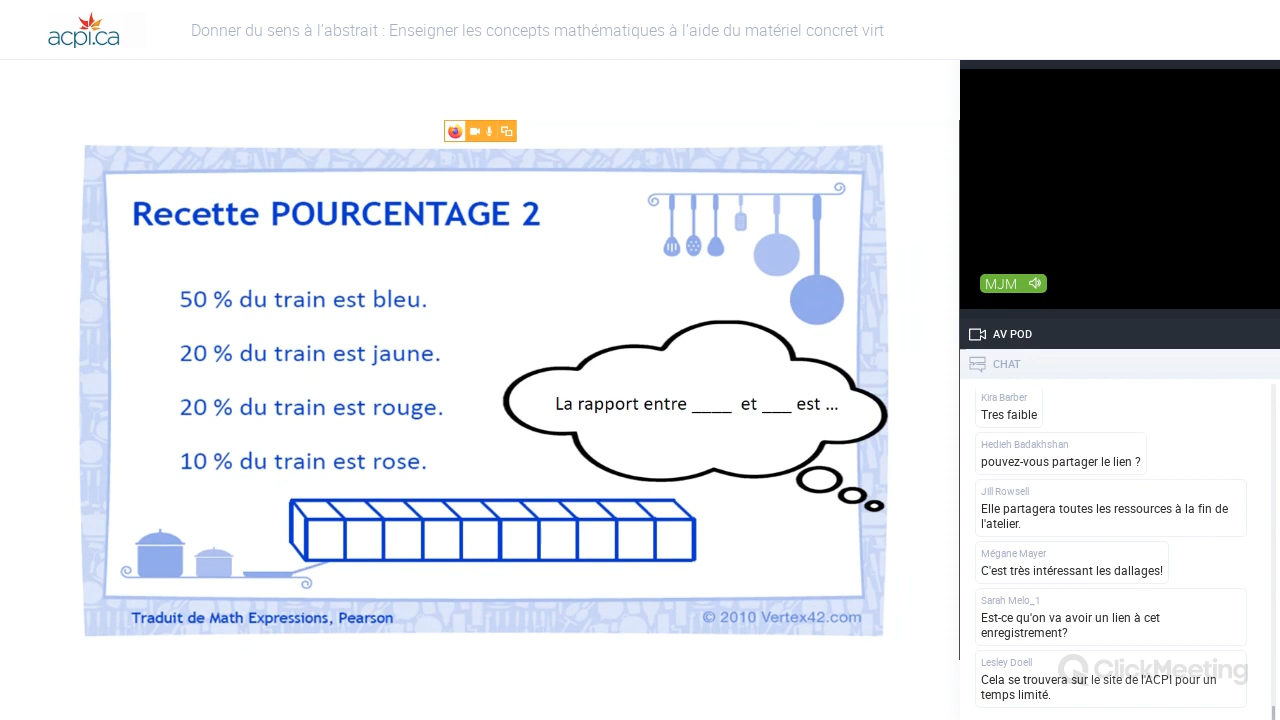 acpi.ca
Donner du sens à l'abstrait : Enseigner les concepts mathématiques à l'aide du matériel concret virt
Recette POURCENTAGE 2
50 % du train est bleu.
20 % du train est jaune.
20 % du train est rouge.
10 % du train est rose.
La rapport entre ____ et ___ est ...
Traduit de Math Expressions, Pearson
© 2010 Vertex42.com
MJM
AV POD
CHAT
Kira Barber
Tres faible
Hedieh Badakhshan
pouvez-vous partager le lien ?
Jill Rowsell
Elle partagera toutes les ressources à la fin de
l'atelier.
Mégane Mayer
C'est très intéressant les dallages!
Sarah Melo_1
Est-ce qu'on va avoir un lien à cet
enregistrement?
Lesley Doell
Cela se trouvera sur le site de l'ACPI pour un
temps limité.
ClickMeeting